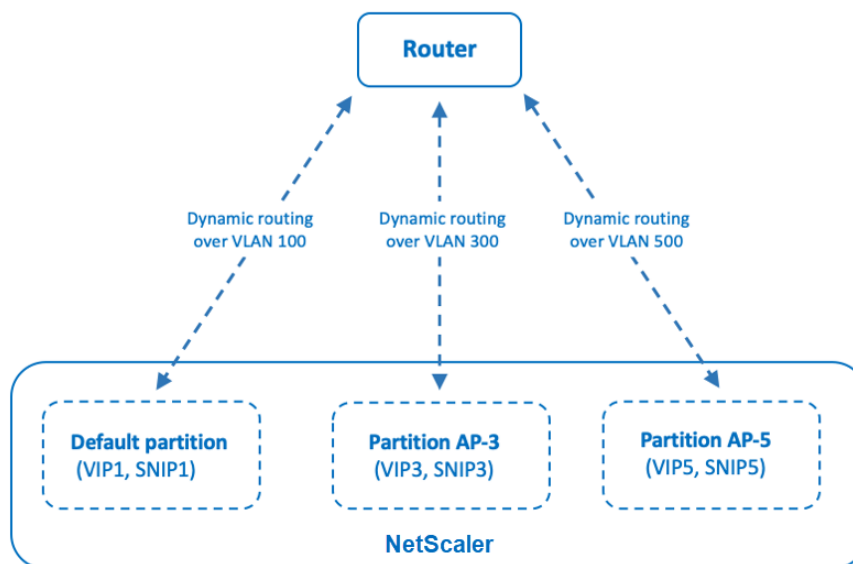 Router
Dynamic routing
over VLAN 100
Dynamic routing
over VLAN 300
Dynamic routing
over VLAN 500
Default partition
(VIP1, SNIP1)
Partition AP-3
(VIP3, SNIP3)
Partition AP-5
(VIP5, SNIP5)
NetScaler